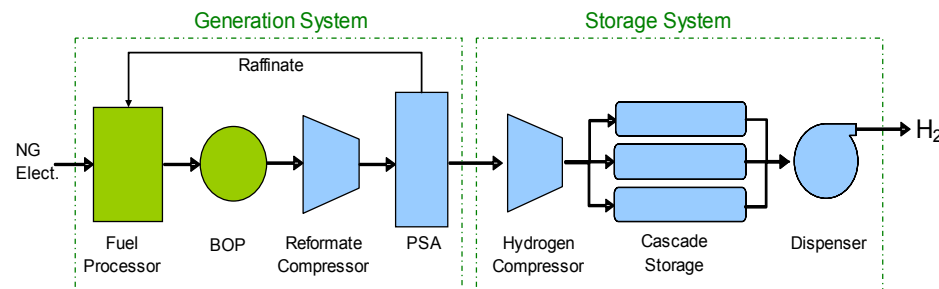 Generation System
Storage System
Raffinate
NG
Elect.
H2
Fuel
Processor
BOP
Reformate
Compressor
PSA
Hydrogen
Compressor
Cascade
Storage
Dispenser